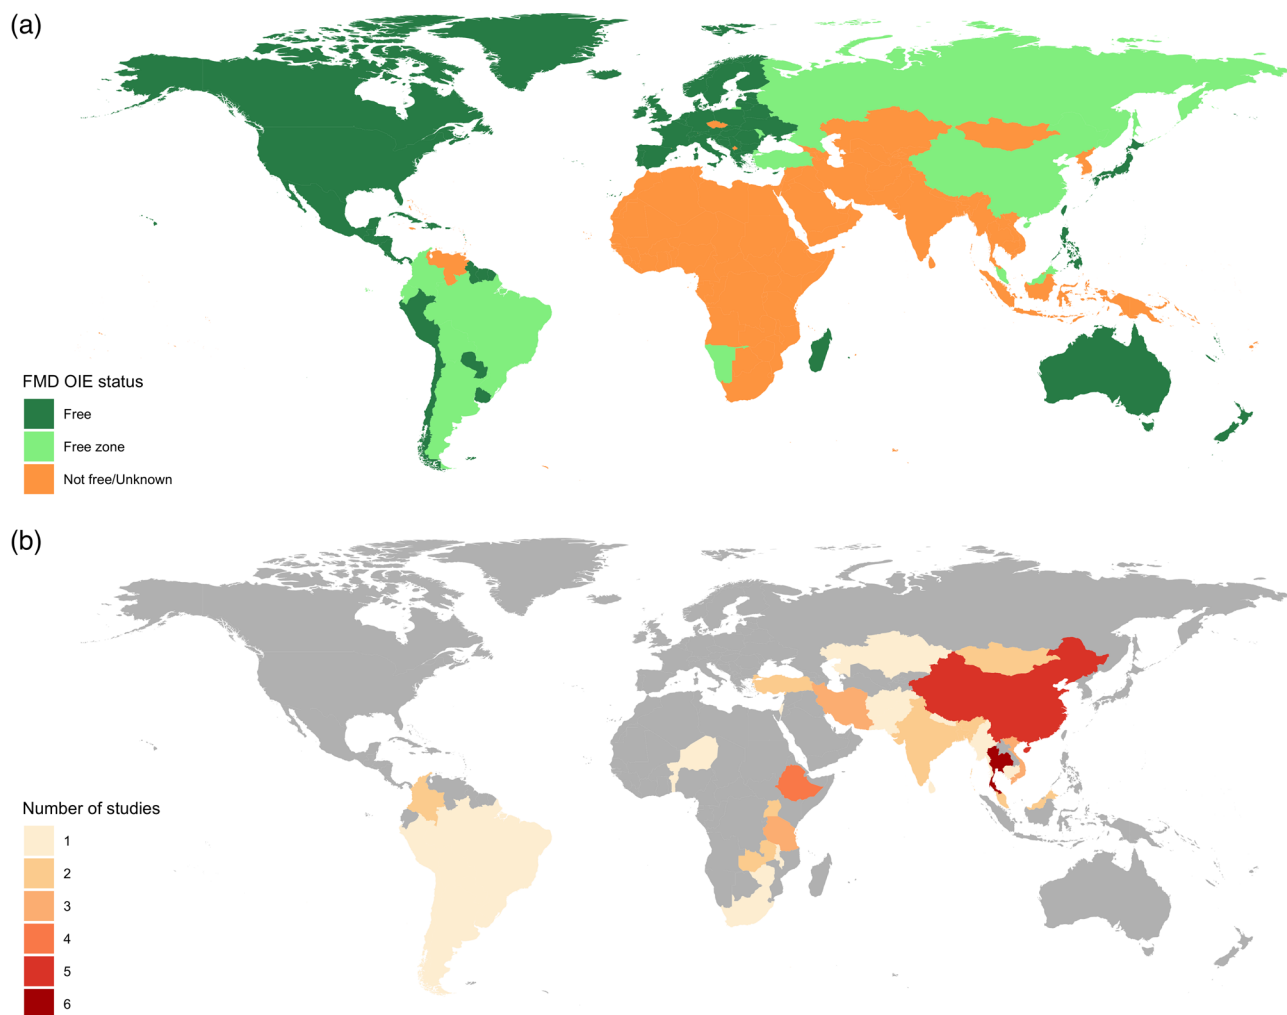 (a)
FMD OIE status
Free
Free zone
Not free/Unknown
(b)
Number of studies
1
2
3
4
5
6